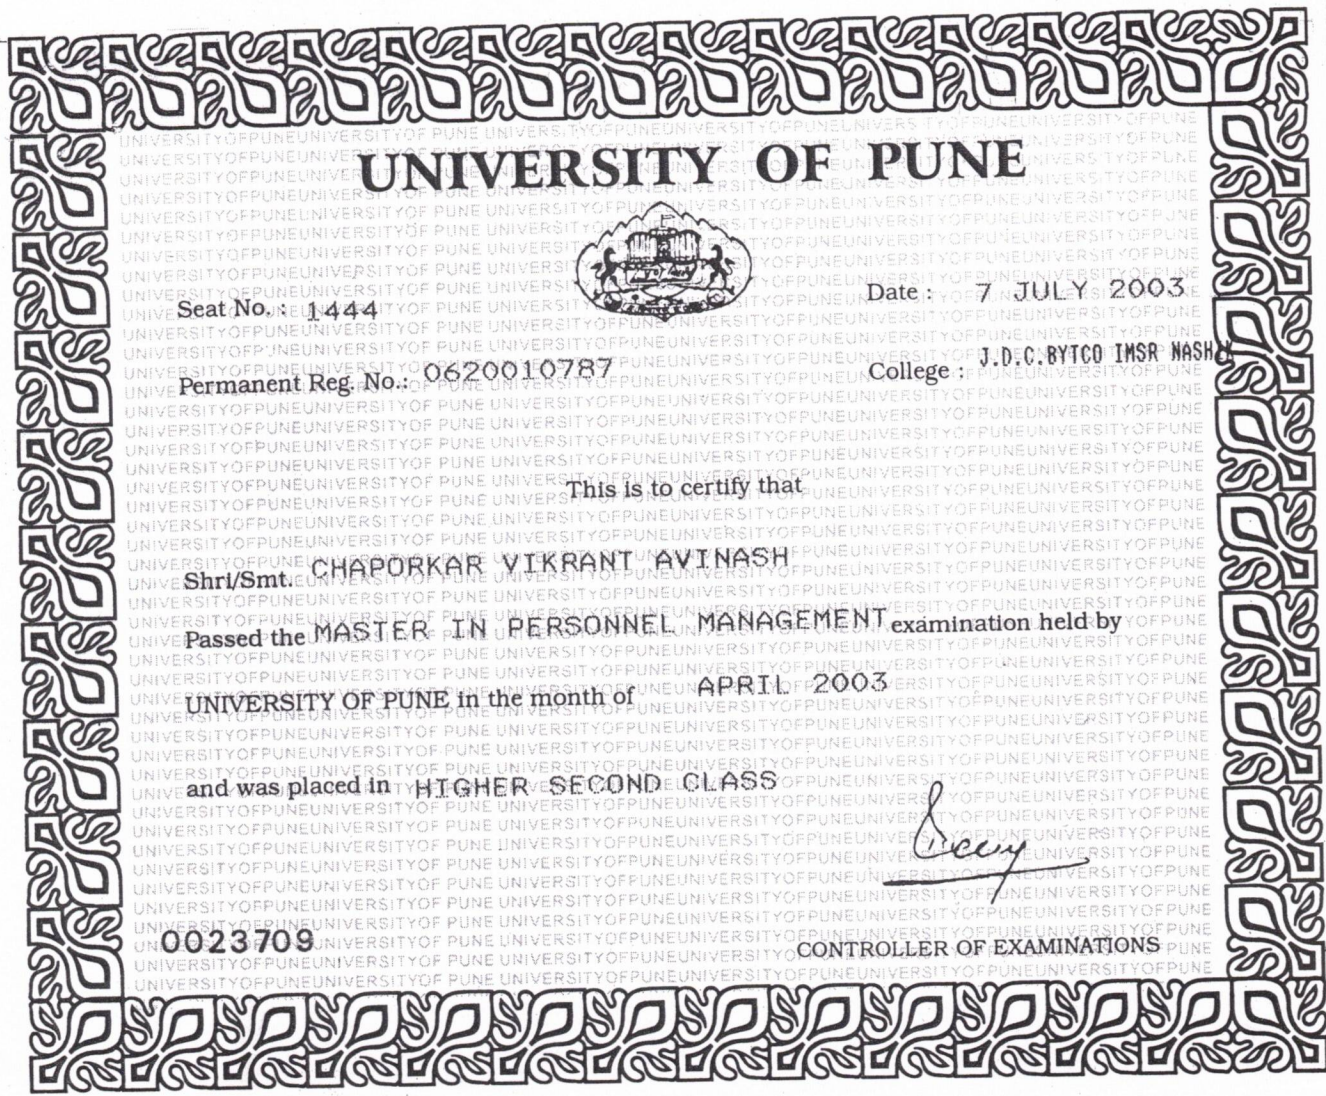 UNIVERSITY OF PUNE
Seat No. : 1444
Date : 7 JULY 2003
Permanent Reg. No.: 0620010787
College : J.D.C.BYTCO IMSR NASHIK
This is to certify that
Shri/Smt. CHAPORKAR VIKRANT AVINASH
Passed the MASTER IN PERSONNEL MANAGEMENT examination held by
UNIVERSITY OF PUNE in the month of APRIL 2003
and was placed in HIGHER SECOND CLASS
0023709
CONTROLLER OF EXAMINATIONS